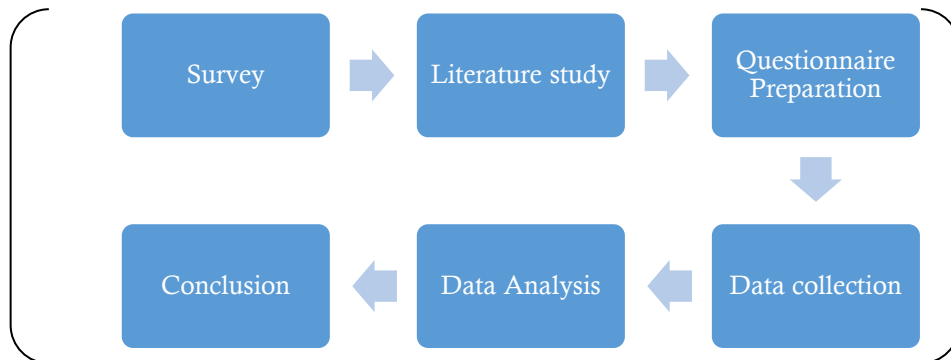 Survey
Literature study
Questionnaire
Preparation
Data collection
Data Analysis
Conclusion